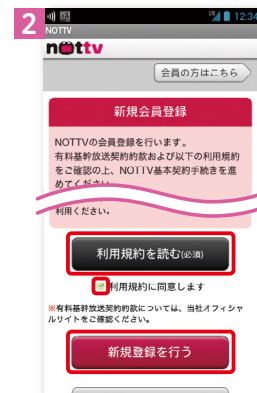 2
12:34
NOTTV
nottv
会員の方はこちら
新規会員登録
NOTTVの会員登録を行います。
有料基幹放送契約約款および以下の利用規約
をご確認の上、NOTTV基本契約手続きを進
めてください
利用ください。
利用規約を読む(必須)
利用規約に同意します
※有料基幹放送契約約款については、当社オフィシャ
ルサイトをご確認ください。
新規登録を行う